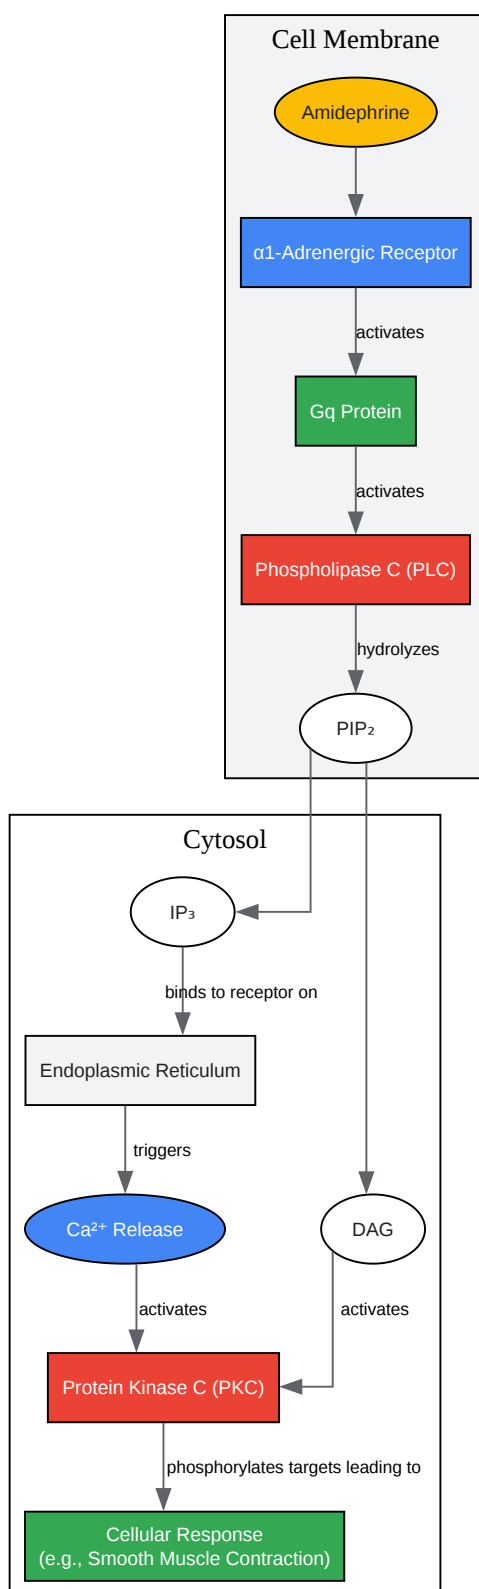 Cell Membrane
Amidephrine
α1-Adrenergic Receptor
activates
Gq Protein
activates
Phospholipase C (PLC)
hydrolyzes
PIP₂
Cytosol
IP₃
binds to receptor on
Endoplasmic Reticulum
triggers
Ca²⁺ Release
DAG
activates
activates
Protein Kinase C (PKC)
phosphorylates targets leading to
Cellular Response
(e.g., Smooth Muscle Contraction)